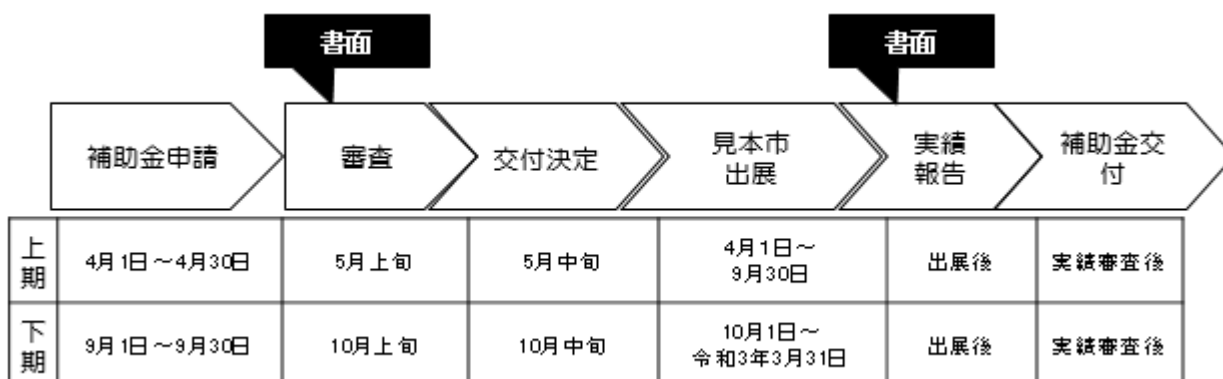 書面
書面
補助金申請
審査
交付決定
見本市
出展
実績
報告
補助金交
付
上
期
4月1日～4月30日
5月上旬
5月中旬
4月1日～
9月30日
出展後
実績審査後
下
期
9月1日～9月30日
10月上旬
10月中旬
10月1日～
令和3年3月31日
出展後
実績審査後